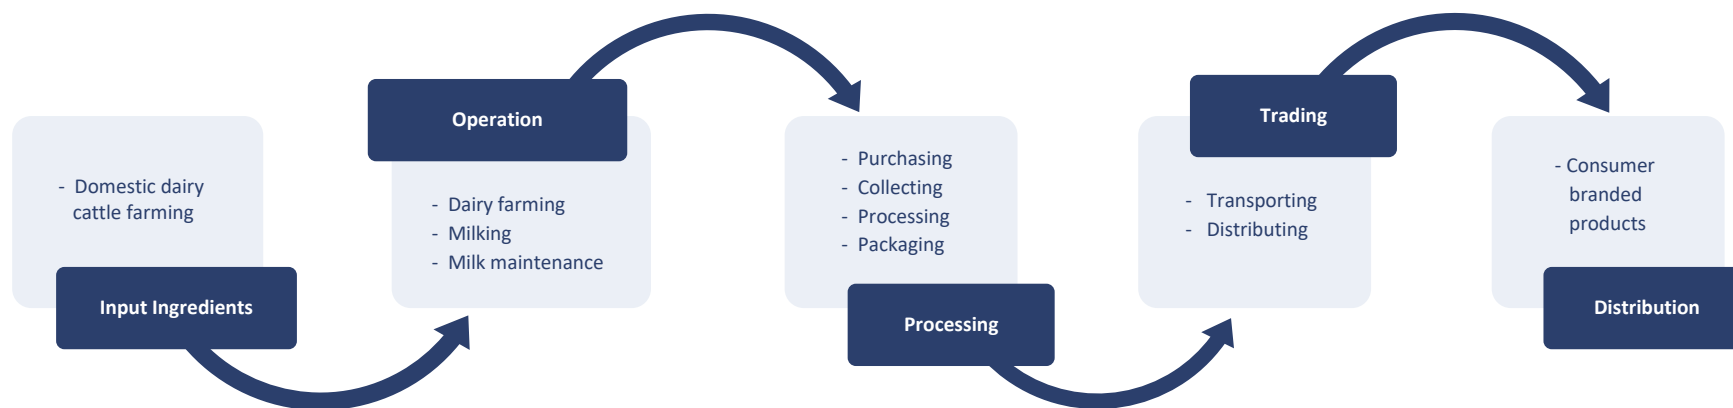 - Domestic dairy
cattle farming
Input Ingredients
Operation
- Dairy farming
- Milking
- Milk maintenance
- Purchasing
- Collecting
- Processing
- Packaging
Processing
Trading
- Transporting
- Distributing
- Consumer
branded
products
Distribution